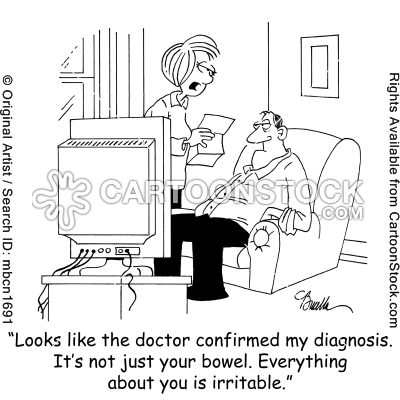 © Original Artist / Search ID: mbcn1691
Rights Available from CartoonStock.com
CARTOONSTOCK
.com
“Looks like the doctor confirmed my diagnosis.
It’s not just your bowel. Everything
about you is irritable.”